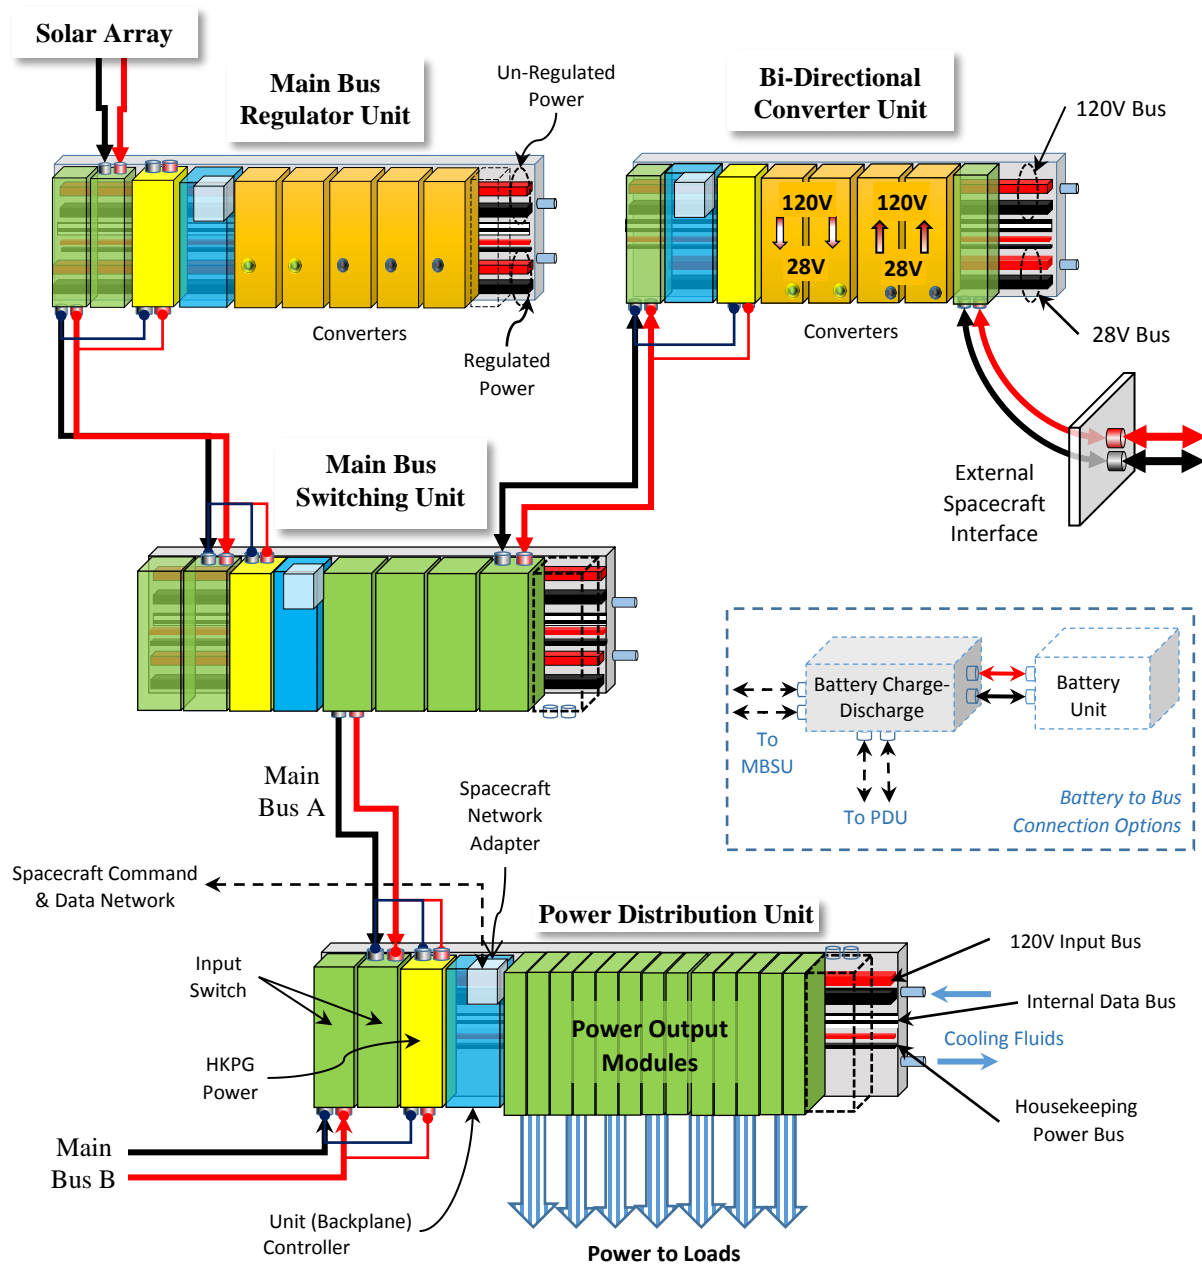 Solar Array
Main Bus
Regulator Unit
Un-Regulated
Power
Bi-Directional
Converter Unit
120V Bus
120V
28V
120V
28V
Converters
Regulated
Power
Converters
28V Bus
Main Bus
Switching Unit
External
Spacecraft
Interface
Battery Charge-
Discharge
Battery
Unit
To
MBSU
To PDU
Battery to Bus
Connection Options
Main
Bus A
Spacecraft
Network
Adapter
Spacecraft Command
& Data Network
Power Distribution Unit
120V Input Bus
Input
Switch
Internal Data Bus
Power Output
Modules
Cooling Fluids
HKPG
Power
Housekeeping
Power Bus
Main
Bus B
Unit (Backplane)
Controller
Power to Loads